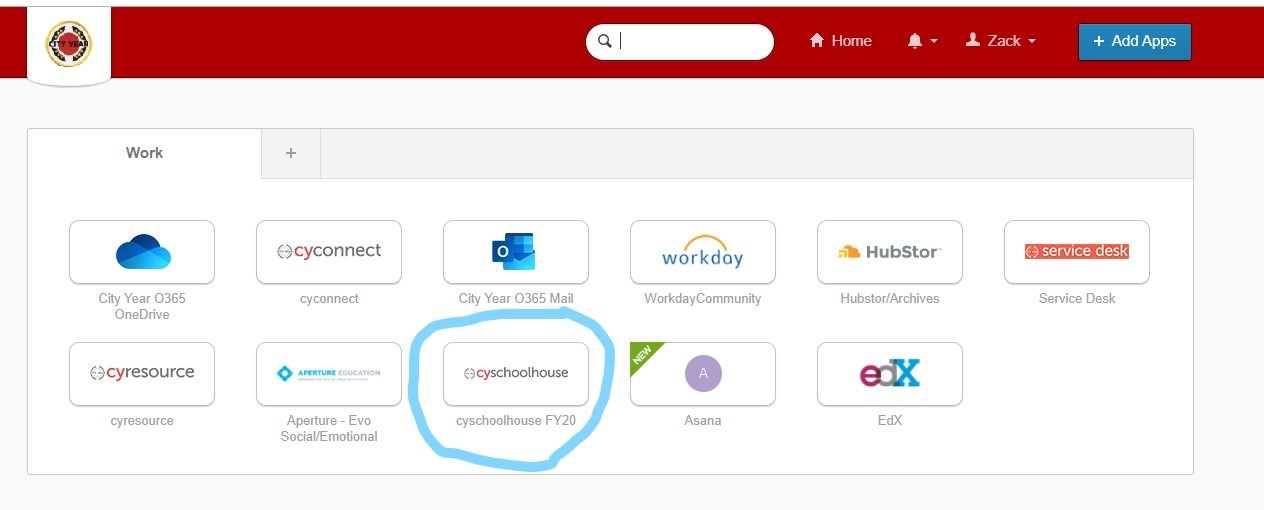 CITY YEAR
Home
Zack
+ Add Apps
Work
+
cyconnect
O
workday
HubStor™
service desk
City Year O365
OneDrive
cyconnect
City Year O365 Mail
WorkdayCommunity
Hubstor/Archives
Service Desk
cyresource
APERTURE EDUCATION
cyschoolhouse
NEW
A
edX
cyresource
Aperture - Evo
Social/Emotional
cyschoolhouse FY20
Asana
EdX